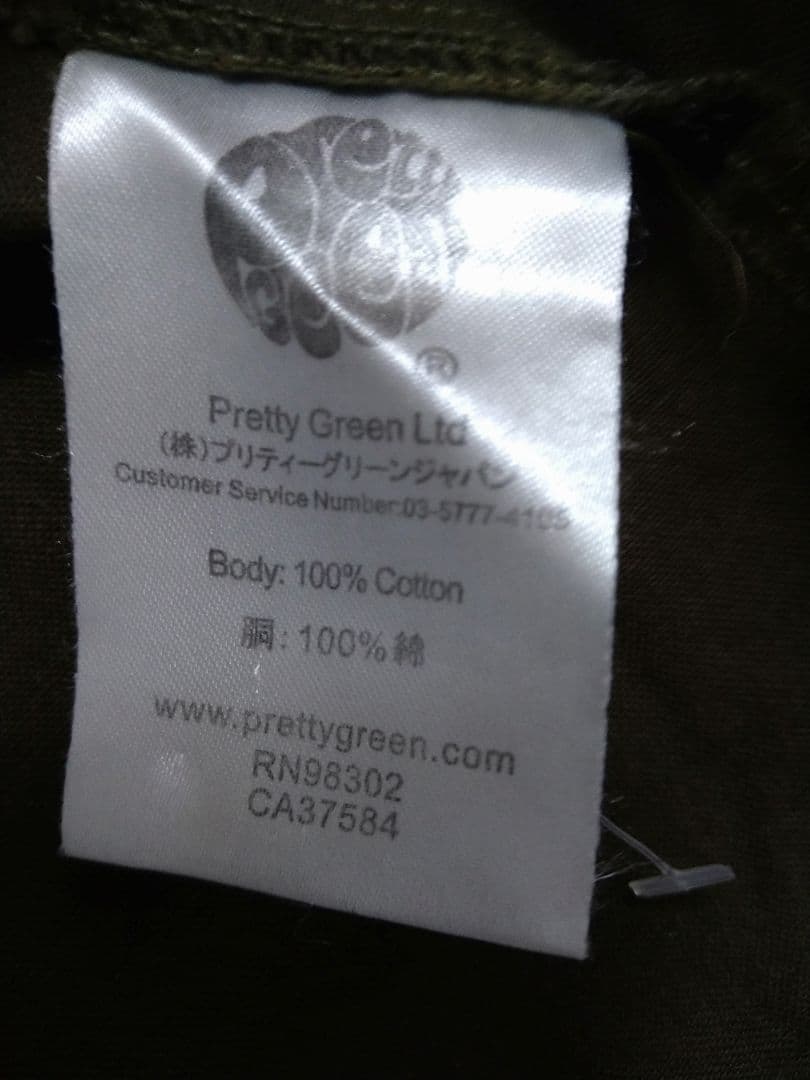 Pretty Green Ltd
(株)プリティーグリーンジャパン
Customer Service Number:03-5777-4105
Body: 100% Cotton
胴: 100%綿
www.prettygreen.com
RN98302
CA37584